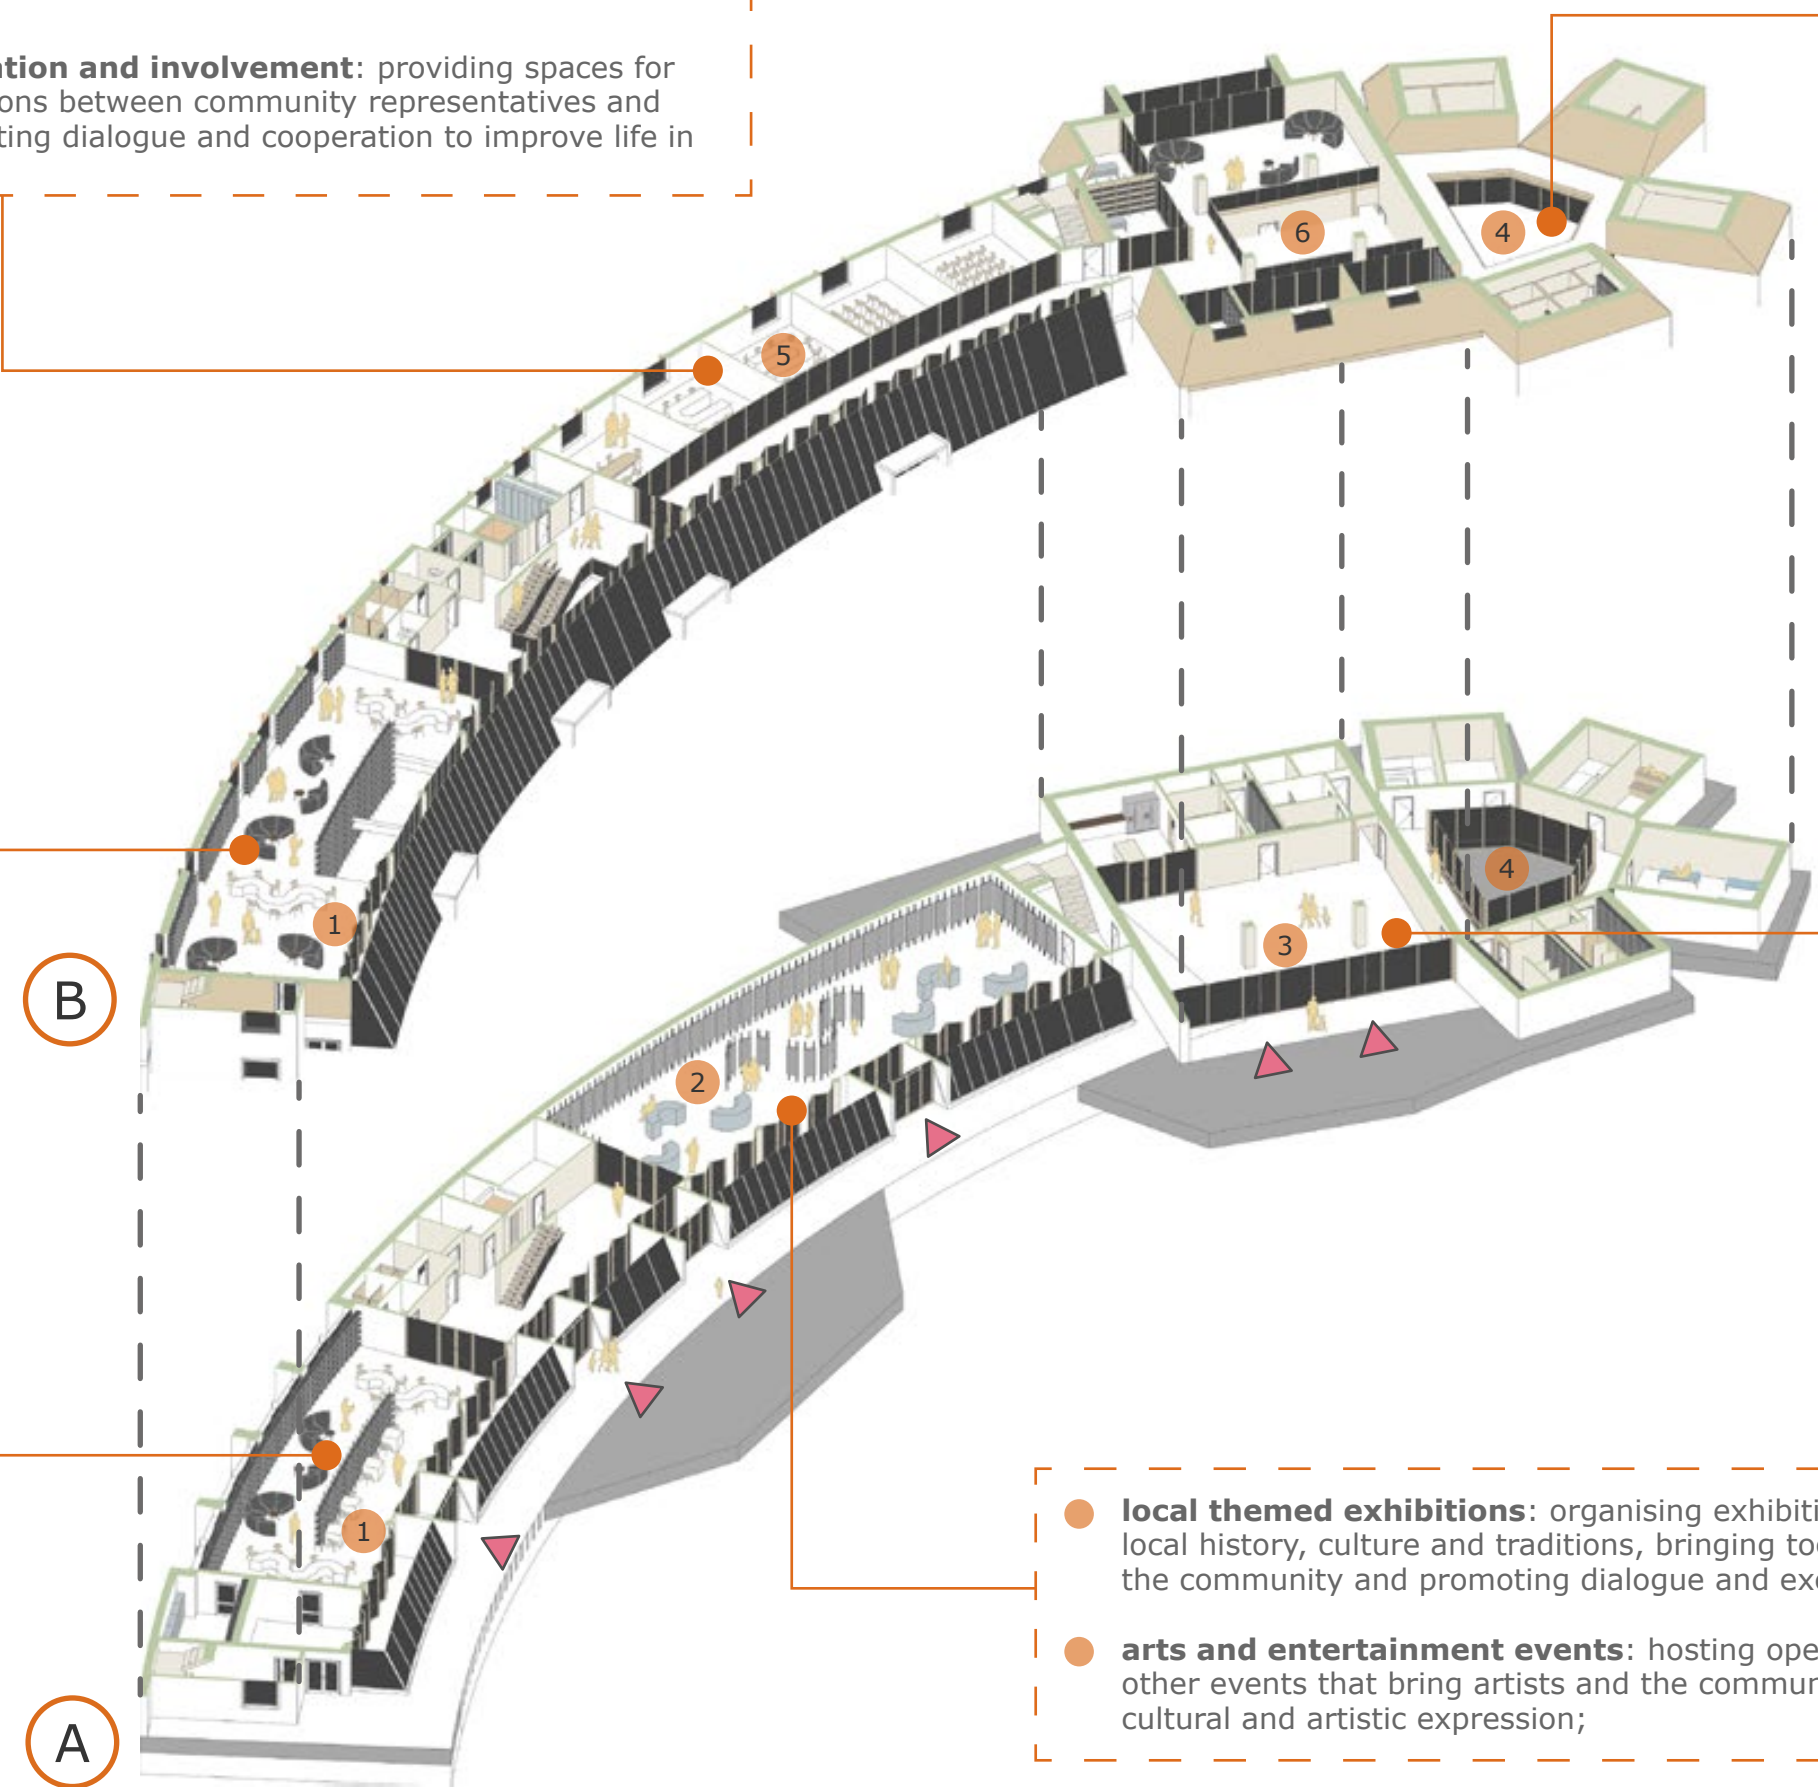 ation and involvement: providing spaces for
ons between community representatives and
ting dialogue and cooperation to improve life in
6
4
5
1
B
4
3
2
1
A
local themed exhibitions: organising exhibiti
local history, culture and traditions, bringing to
the community and promoting dialogue and ex
arts and entertainment events: hosting ope
other events that bring artists and the commu
cultural and artistic expression;